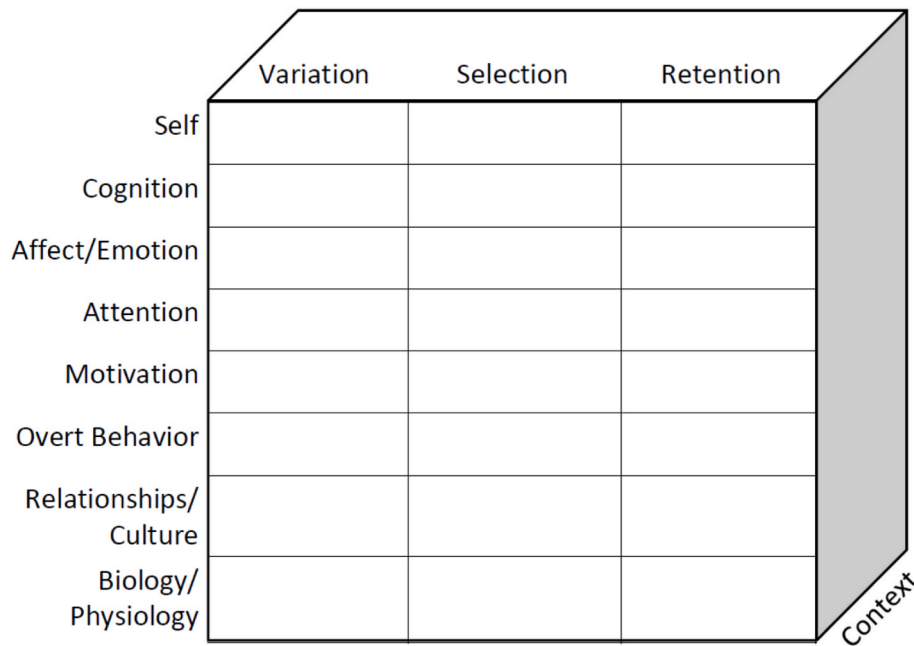 Variation Selection Retention
Self
Cognition
Affect/Emotion
Attention
Motivation
Overt Behavior
Relationships/
Culture
Biology/
Physiology
Context